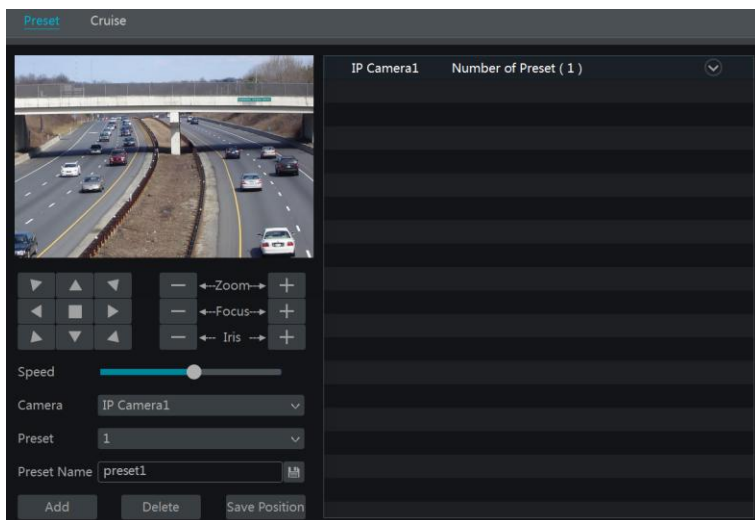 Preset Cruise
IP Camera1 Number of Preset ( 1 )
Zoom
Focus
Iris
Speed
Camera IP Camera1
Preset 1
Preset Name preset1
Add Delete Save Position